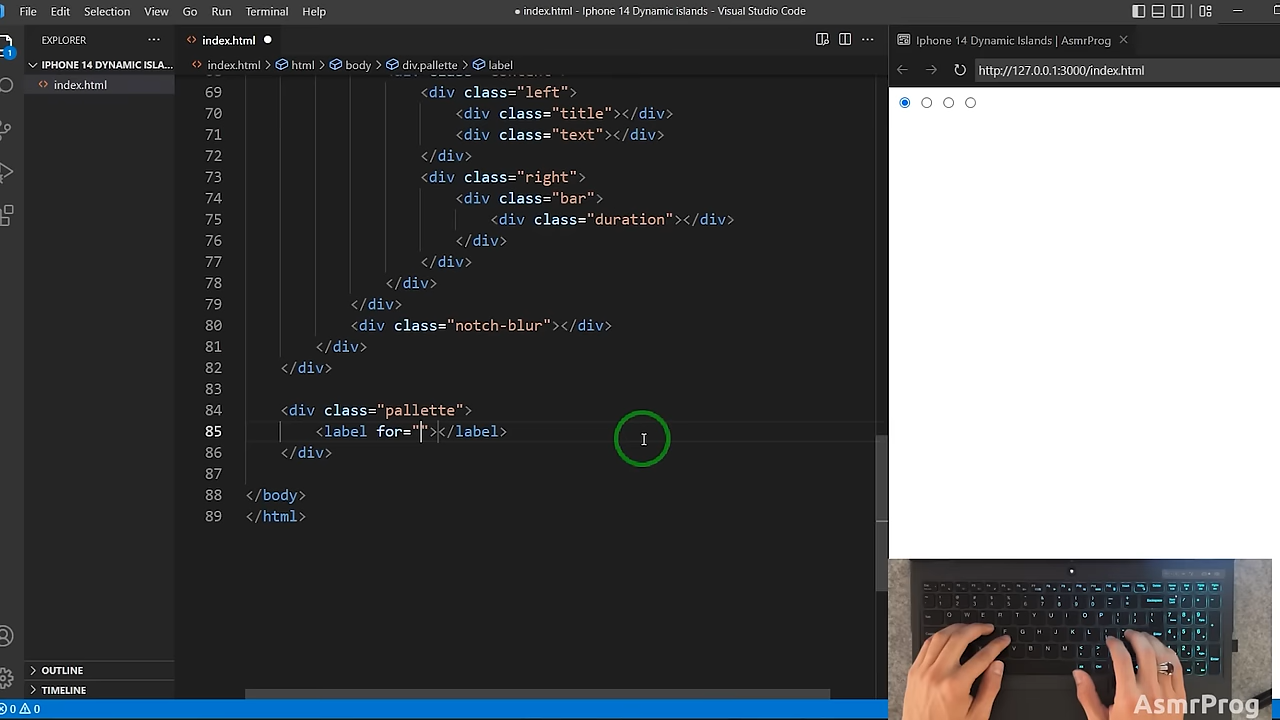 File Edit Selection View Go Run Terminal Help
● index.html - Iphone 14 Dynamic islands - Visual Studio Code
EXPLORER ···
IPHONE 14 DYNAMIC ISLA...
index.html
1
index.html ●
index.html > html > body > div.pallette > label
69 <div class="left">
70 <div class="title"></div>
71 <div class="text"></div>
72 </div>
73 <div class="right">
74 <div class="bar">
75 <div class="duration"></div>
76 </div>
77 </div>
78 </div>
79 </div>
80 <div class="notch-blur"></div>
81 </div>
82 </div>
83
84 <div class="pallette">
85 <label for=""></label>
86 </div>
87
88 </body>
89 </html>
OUTLINE
TIMELINE
0 0
Iphone 14 Dynamic Islands | AsmrProg
http://127.0.0.1:3000/index.html
AsmrProg